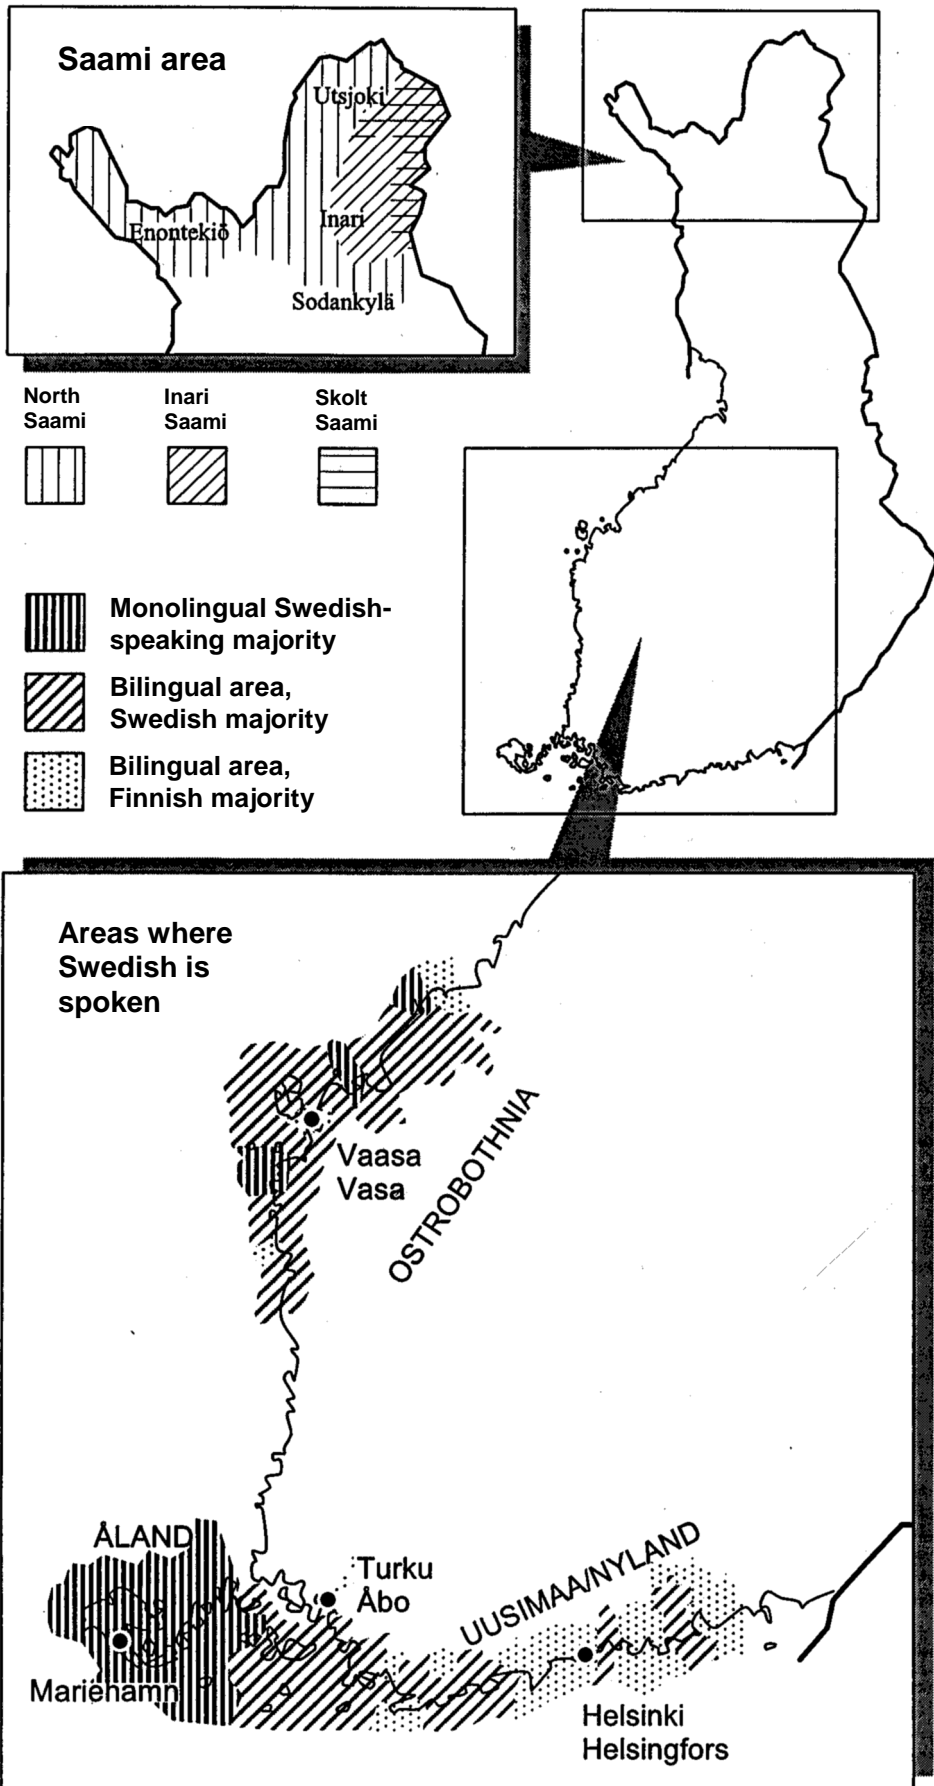 Saami area
Utsjoki
Enontekiö
Inari
Sodankylä
North
Saami
Inari
Saami
Skolt
Saami
Monolingual Swedish-
speaking majority
Bilingual area,
Swedish majority
Bilingual area,
Finnish majority
Areas where
Swedish is
spoken
Vaasa
Vasa
OSTROBOTHNIA
ÅLAND
Mariehamn
Turku
Åbo
UUSIMAA/NYLAND
Helsinki
Helsingfors